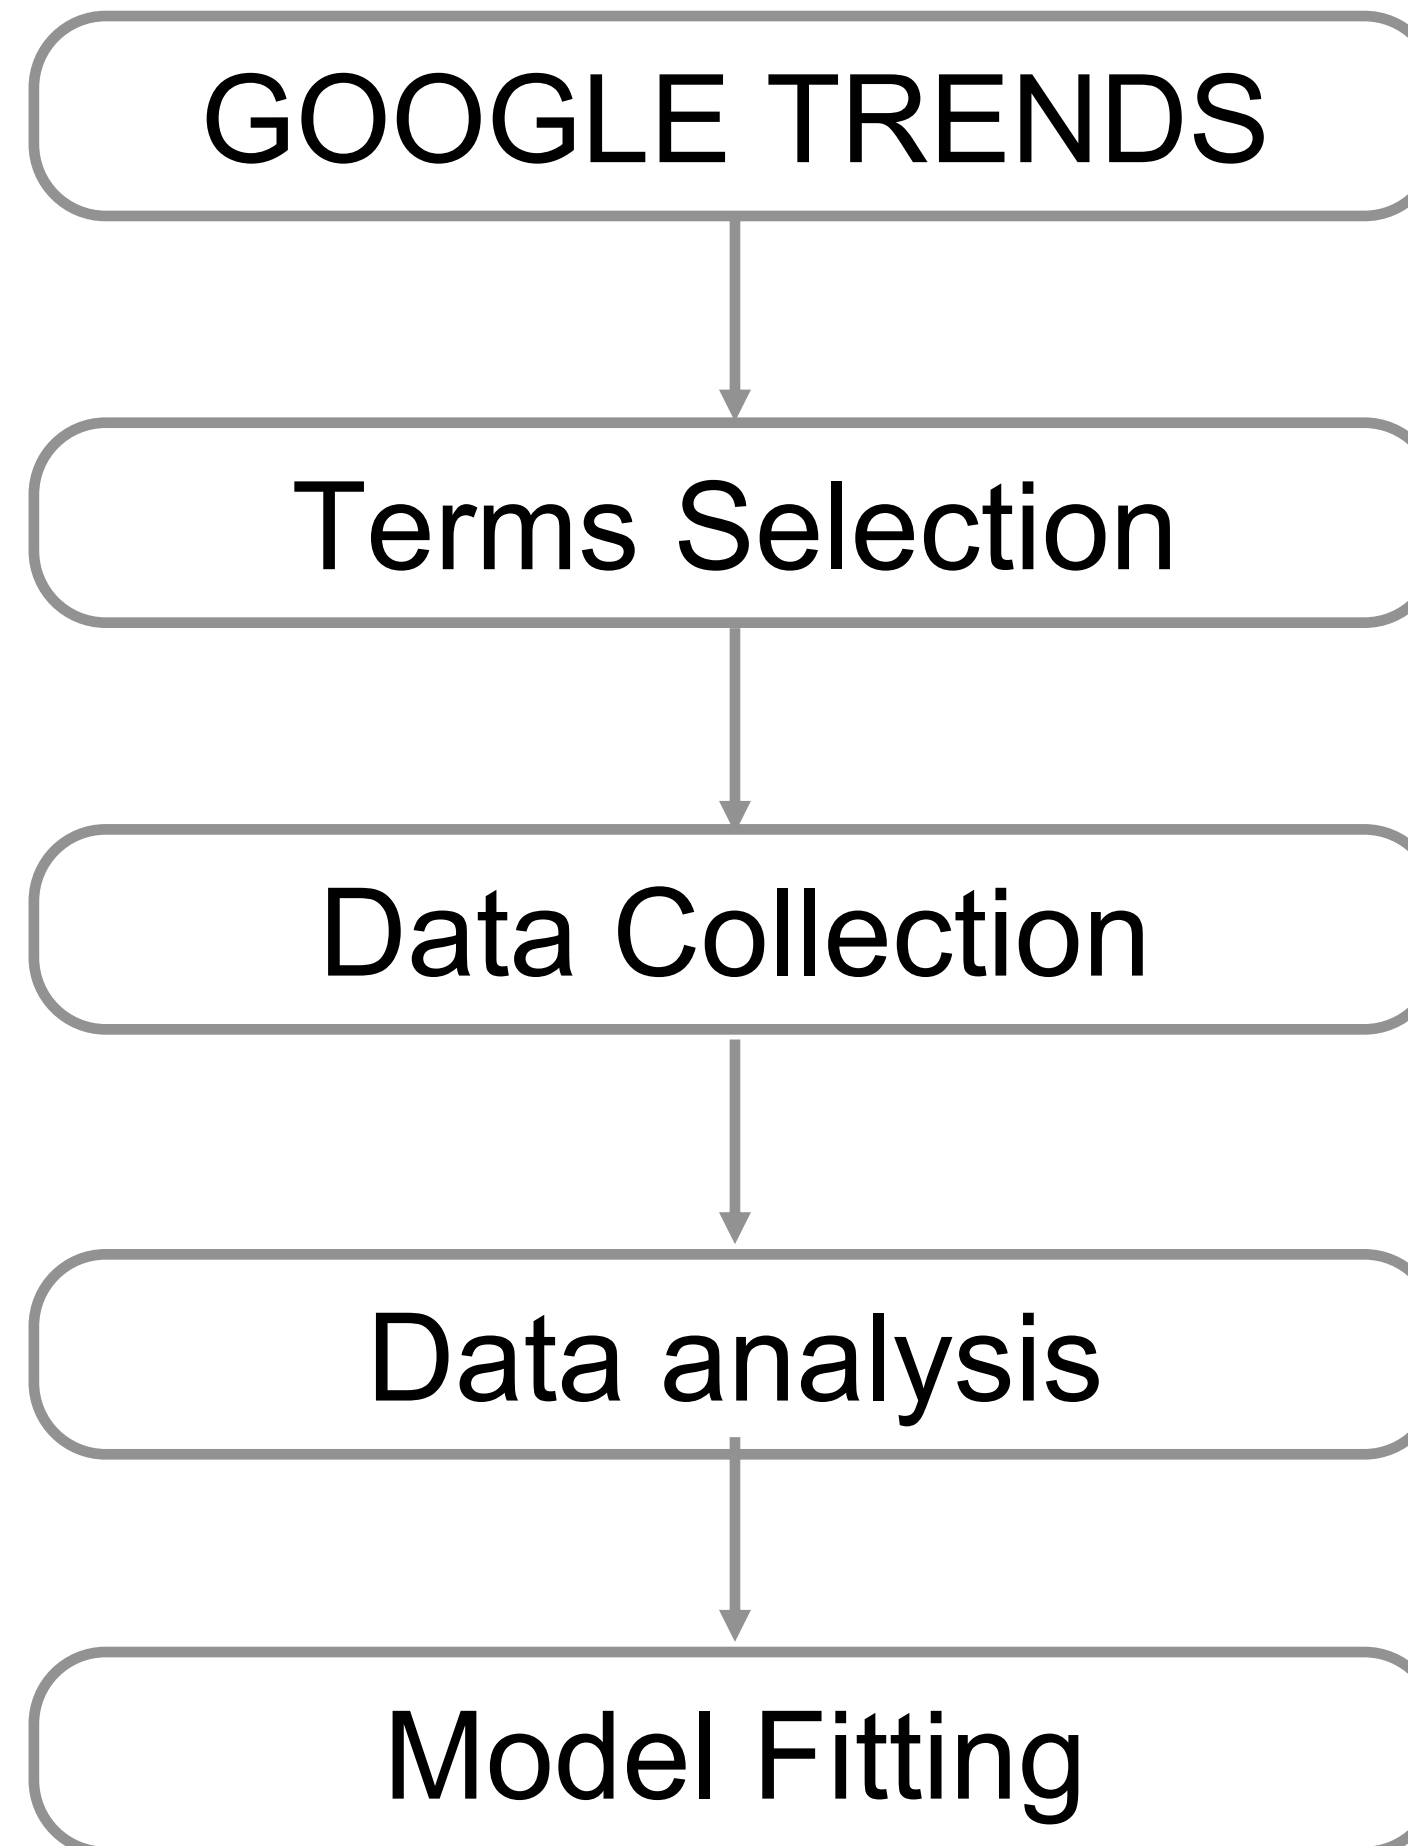 GOOGLE TRENDS
Terms Selection
Data Collection
Data analysis
Model Fitting